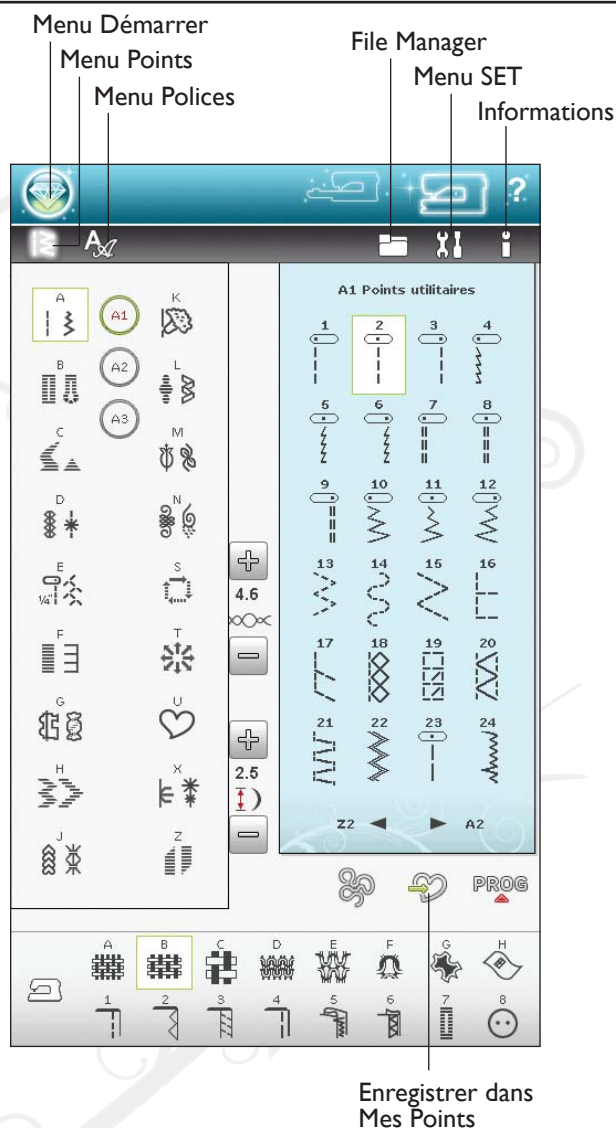 Menu Démarrer
Menu Points
Menu Polices
File Manager
Menu SET
Informations
?
A
A1
K
B
A2
L
C
A3
M
D
N
E
1/4"
S
F
T
G
U
H
X
J
Z
4.6
2.5
A1 Points utilitaires
1 2 3 4
5 6 7 8
9 10 11 12
13 14 15 16
17 18 19 20
21 22 23 24
Z2 A2
PROG
A B C D E F G H
1 2 3 4 5 6 7 8
Enregistrer dans
Mes Points